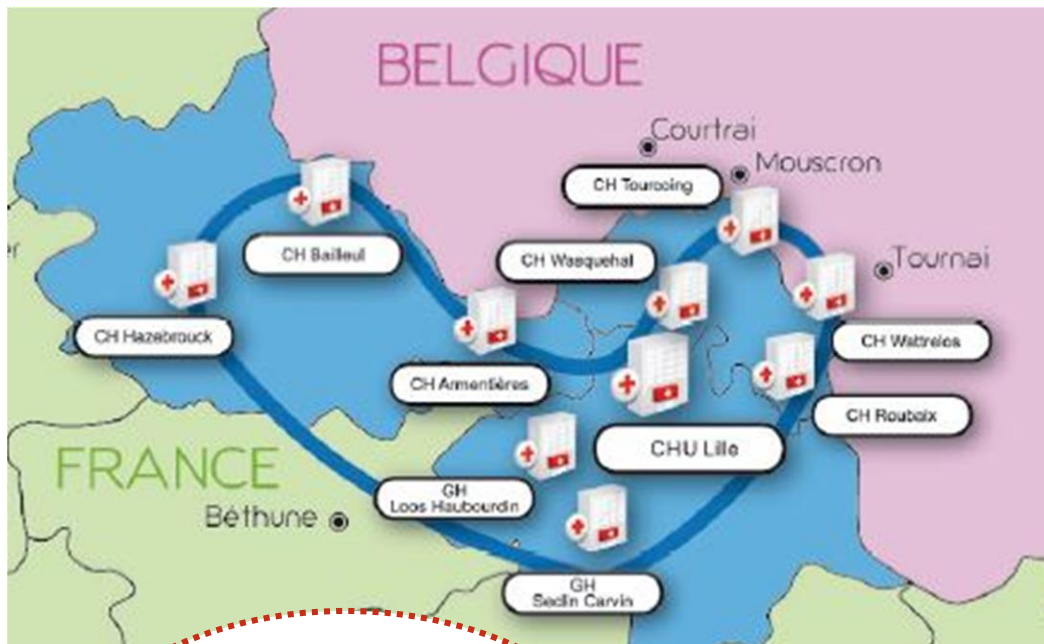 BELGIQUE
Courtrai
Mouscron
CH Tourcoing
CH Bailleul
CH Wasquehal
Tournai
CH Hazebrouck
CH Wattrelos
CH Armentières
CH Roubaix
CHU Lille
FRANCE
GH
Loos Haubourdin
Béthune
GH
Seclin Carvin